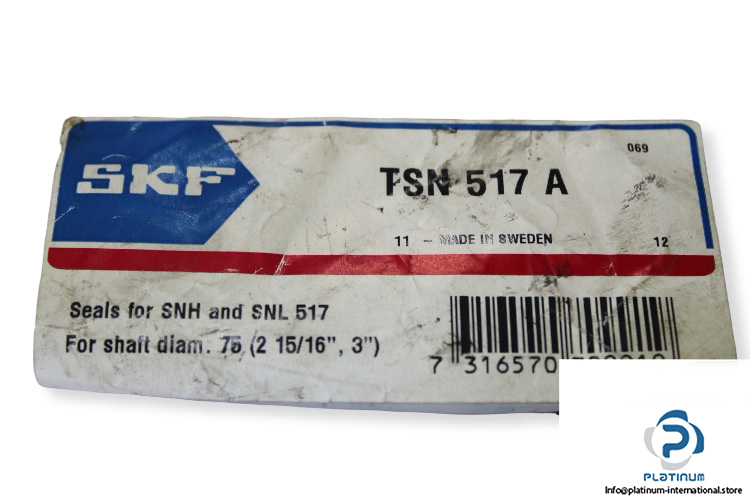 069
SKF
TSN 517 A
11 - MADE IN SWEDEN 12
Seals for SNH and SNL 517
For shaft diam. 75 (2 15/16", 3")
7 316570
PLATINUM
Info@platinum-international.store